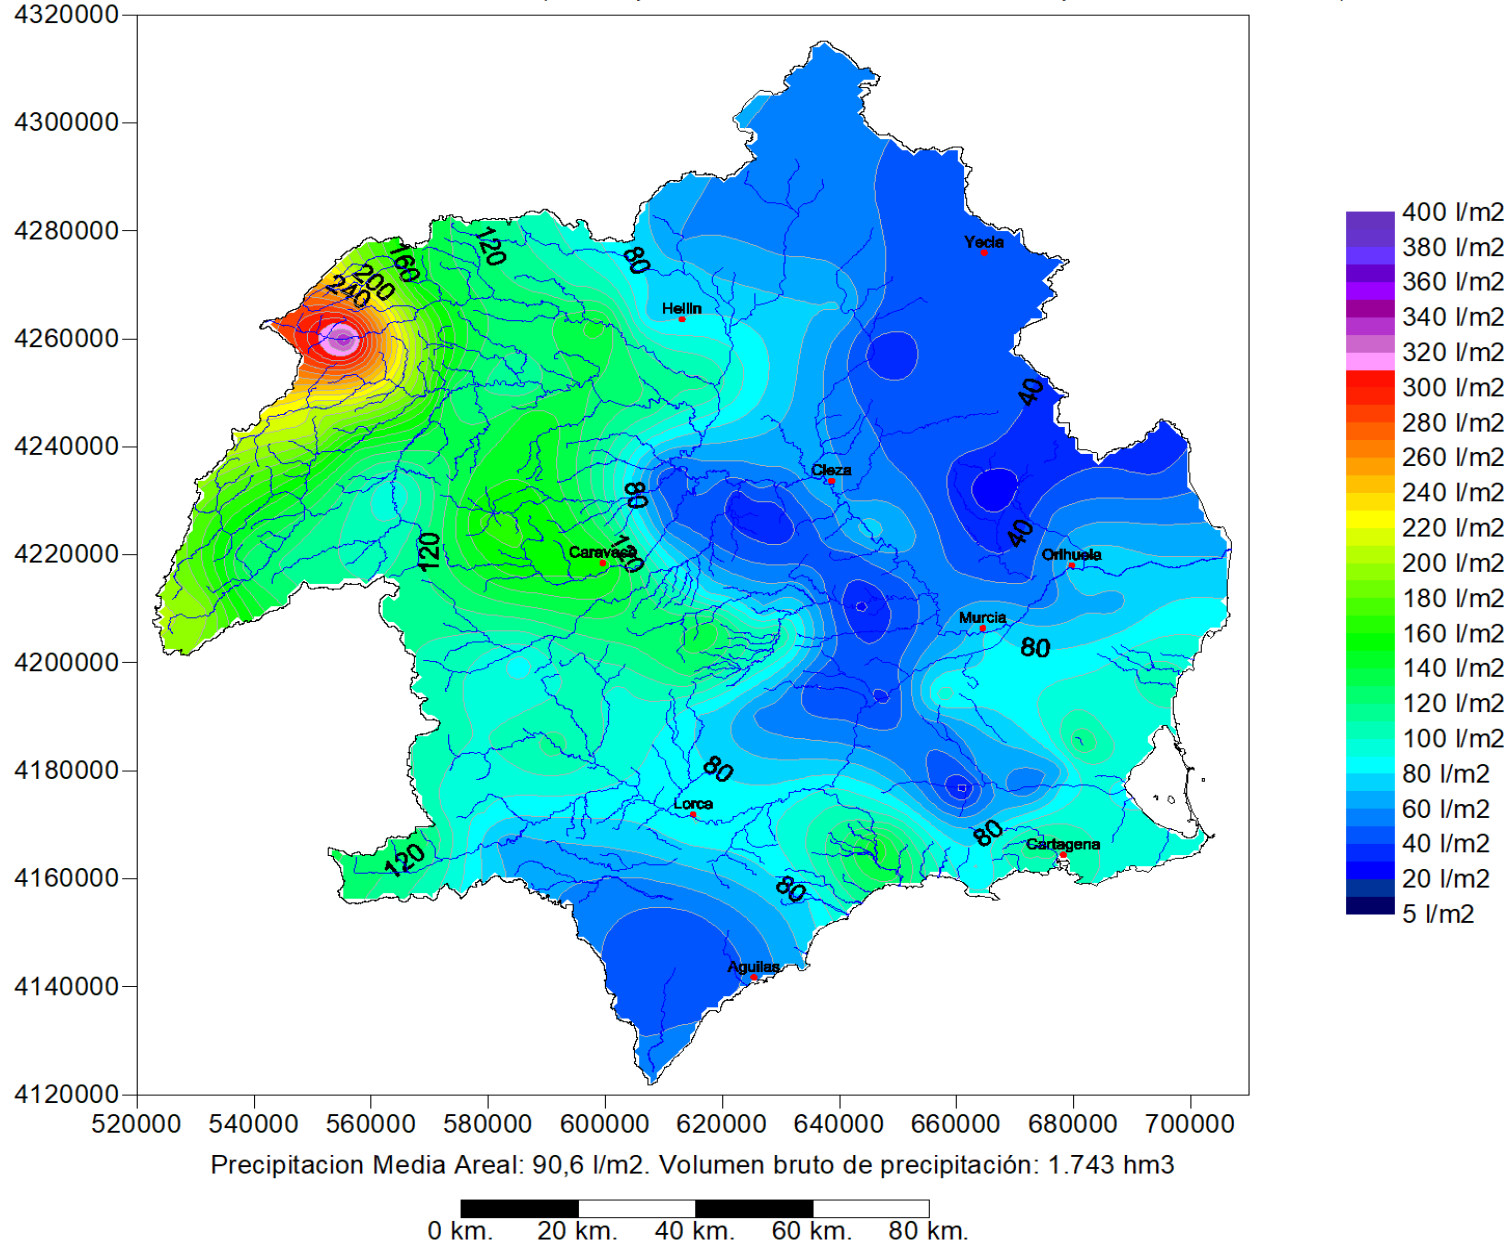 4320000
4300000
4280000
4260000
4240000
4220000
4200000
4180000
4160000
4140000
4120000
520000
540000
560000
580000
600000
620000
640000
660000
680000
700000
120
160
200
240
80
Yecla
Hellin
40
Cieza
80
40
120
Caravaca
120
Orihuela
Murcia
80
80
Lorca
80
Cartagena
120
80
Aguilas
400 l/m2
380 l/m2
360 l/m2
340 l/m2
320 l/m2
300 l/m2
280 l/m2
260 l/m2
240 l/m2
220 l/m2
200 l/m2
180 l/m2
160 l/m2
140 l/m2
120 l/m2
100 l/m2
80 l/m2
60 l/m2
40 l/m2
20 l/m2
5 l/m2
Precipitacion Media Areal: 90,6 l/m2. Volumen bruto de precipitación: 1.743 hm3
0 km.
20 km.
40 km.
60 km.
80 km.